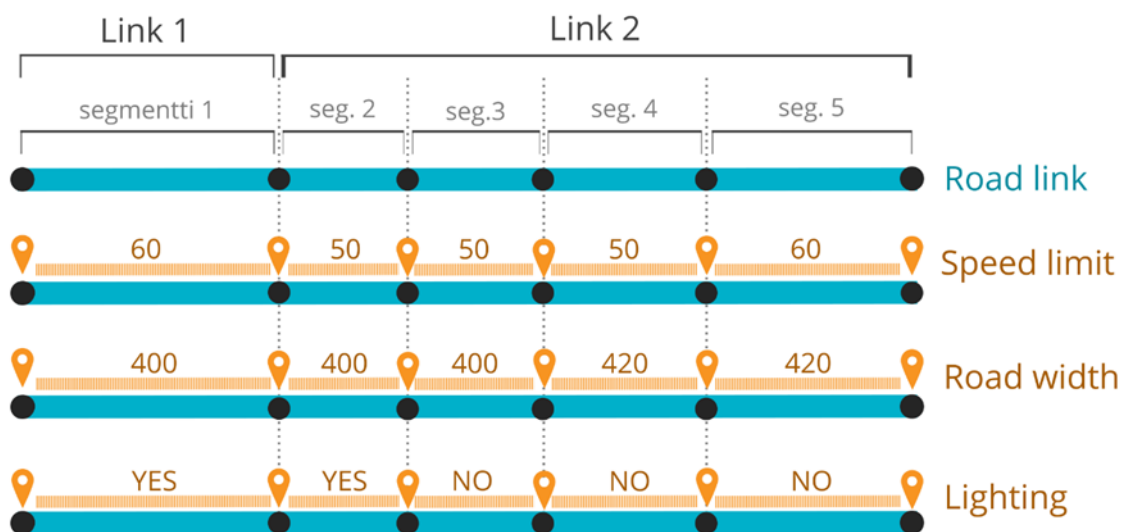 Link 1
Link 2
segmentti 1
seg. 2
seg.3
seg. 4
seg. 5
Road link
60
50
50
50
60
Speed limit
400
400
400
420
420
Road width
YES
YES
NO
NO
NO
Lighting